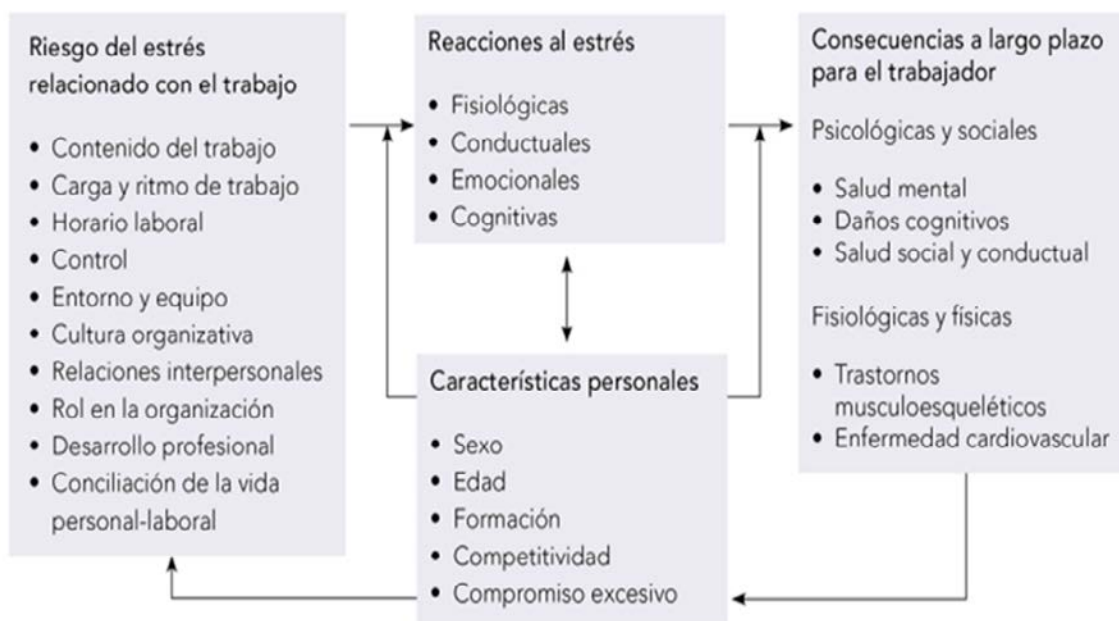 Riesgo del estrés
relacionado con el trabajo
• Contenido del trabajo
• Carga y ritmo de trabajo
• Horario laboral
• Control
• Entorno y equipo
• Cultura organizativa
• Relaciones interpersonales
• Rol en la organización
• Desarrollo profesional
• Conciliación de la vida
personal-laboral
Reacciones al estrés
• Fisiológicas
• Conductuales
• Emocionales
• Cognitivas
Características personales
• Sexo
• Edad
• Formación
• Competitividad
• Compromiso excesivo
Consecuencias a largo plazo
para el trabajador
Psicológicas y sociales
• Salud mental
• Daños cognitivos
• Salud social y conductual
Fisiológicas y físicas
• Trastornos
musculoesqueléticos
• Enfermedad cardiovascular